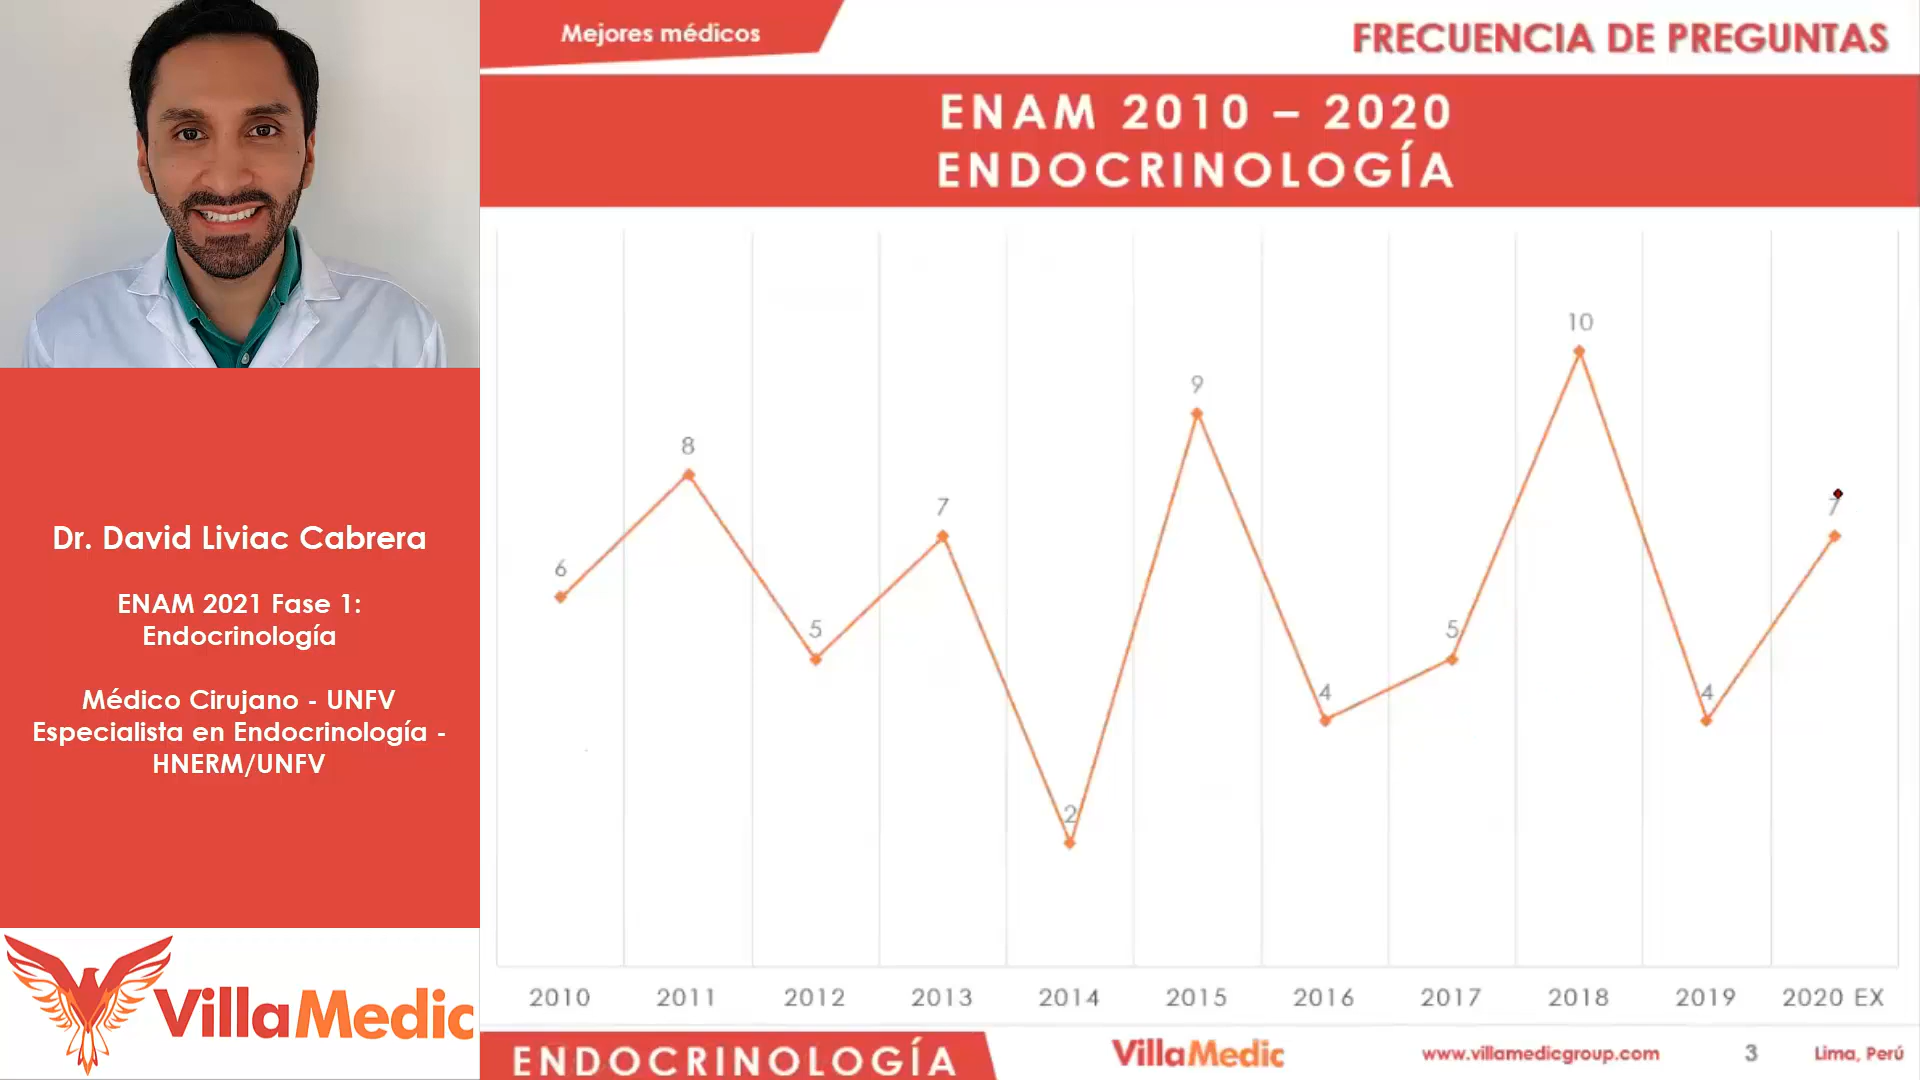 Mejores médicos
FRECUENCIA DE PREGUNTAS
ENAM 2010 – 2020
ENDOCRINOLOGÍA
10
9
8
7
7
6
5
5
4
4
2
2010 2011 2012 2013 2014 2015 2016 2017 2018 2019 2020 EX
Dr. David Liviac Cabrera
ENAM 2021 Fase 1:
Endocrinología
Médico Cirujano - UNFV
Especialista en Endocrinología -
HNERM/UNFV
VillaMedic
ENDOCRINOLOGÍA
VillaMedic
www.villamedicgroup.com
3
Lima, Perú